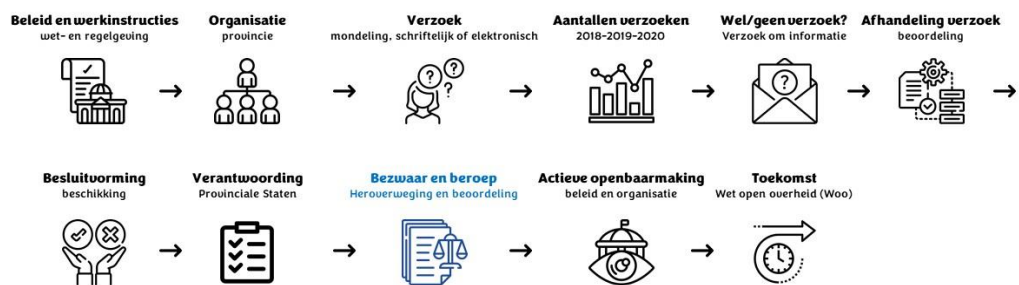 Beleid en werkinstructies
wet- en regelgeving
Organisatie
provincie
Verzoek
mondeling, schriftelijk of elektronisch
Aantallen verzoeken
2018-2019-2020
Wel/geen verzoek?
Verzoek om informatie
Afhandeling verzoek
beoordeling
Besluitvorming
beschikking
Verantwoording
Provinciale Staten
Bezwaar en beroep
Heroverweging en beoordeling
Actieve openbaarmaking
beleid en organisatie
Toekomst
Wet open overheid (Woo)